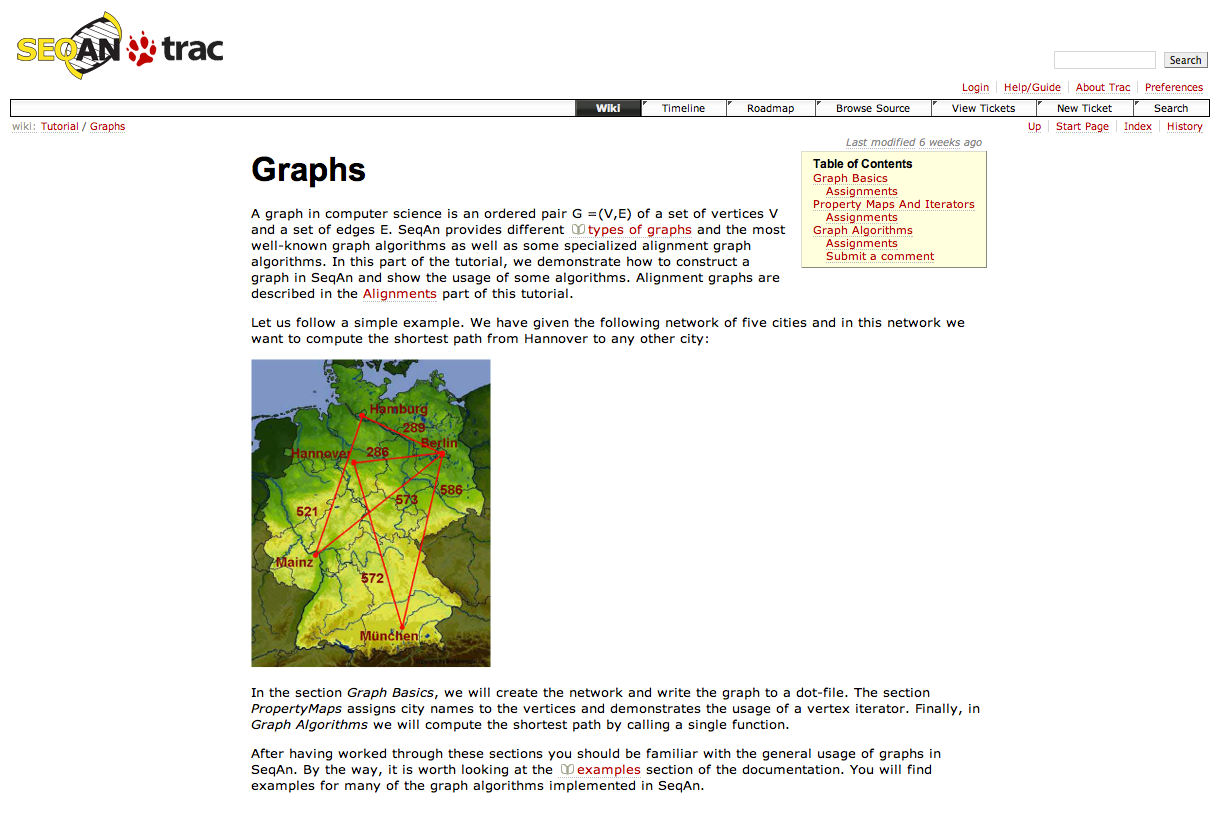 SEQAN trac
Search
Login Help/Guide About Trac Preferences
Wiki Timeline Roadmap Browse Source View Tickets New Ticket Search
wiki: Tutorial / Graphs
Up Start Page Index History
Last modified 6 weeks ago
Graphs
Table of Contents
Graph Basics
Assignments
Property Maps And Iterators
Assignments
Graph Algorithms
Assignments
Submit a comment
A graph in computer science is an ordered pair G =(V,E) of a set of vertices V
and a set of edges E. SeqAn provides different types of graphs and the most
well-known graph algorithms as well as some specialized alignment graph
algorithms. In this part of the tutorial, we demonstrate how to construct a
graph in SeqAn and show the usage of some algorithms. Alignment graphs are
described in the Alignments part of this tutorial.
Let us follow a simple example. We have given the following network of five cities and in this network we
want to compute the shortest path from Hannover to any other city:
Hamburg
289
Berlin
Hannover 286
586
573
521
Mainz
572
München
In the section Graph Basics, we will create the network and write the graph to a dot-file. The section
PropertyMaps assigns city names to the vertices and demonstrates the usage of a vertex iterator. Finally, in
Graph Algorithms we will compute the shortest path by calling a single function.
After having worked through these sections you should be familiar with the general usage of graphs in
SeqAn. By the way, it is worth looking at the examples section of the documentation. You will find
examples for many of the graph algorithms implemented in SeqAn.